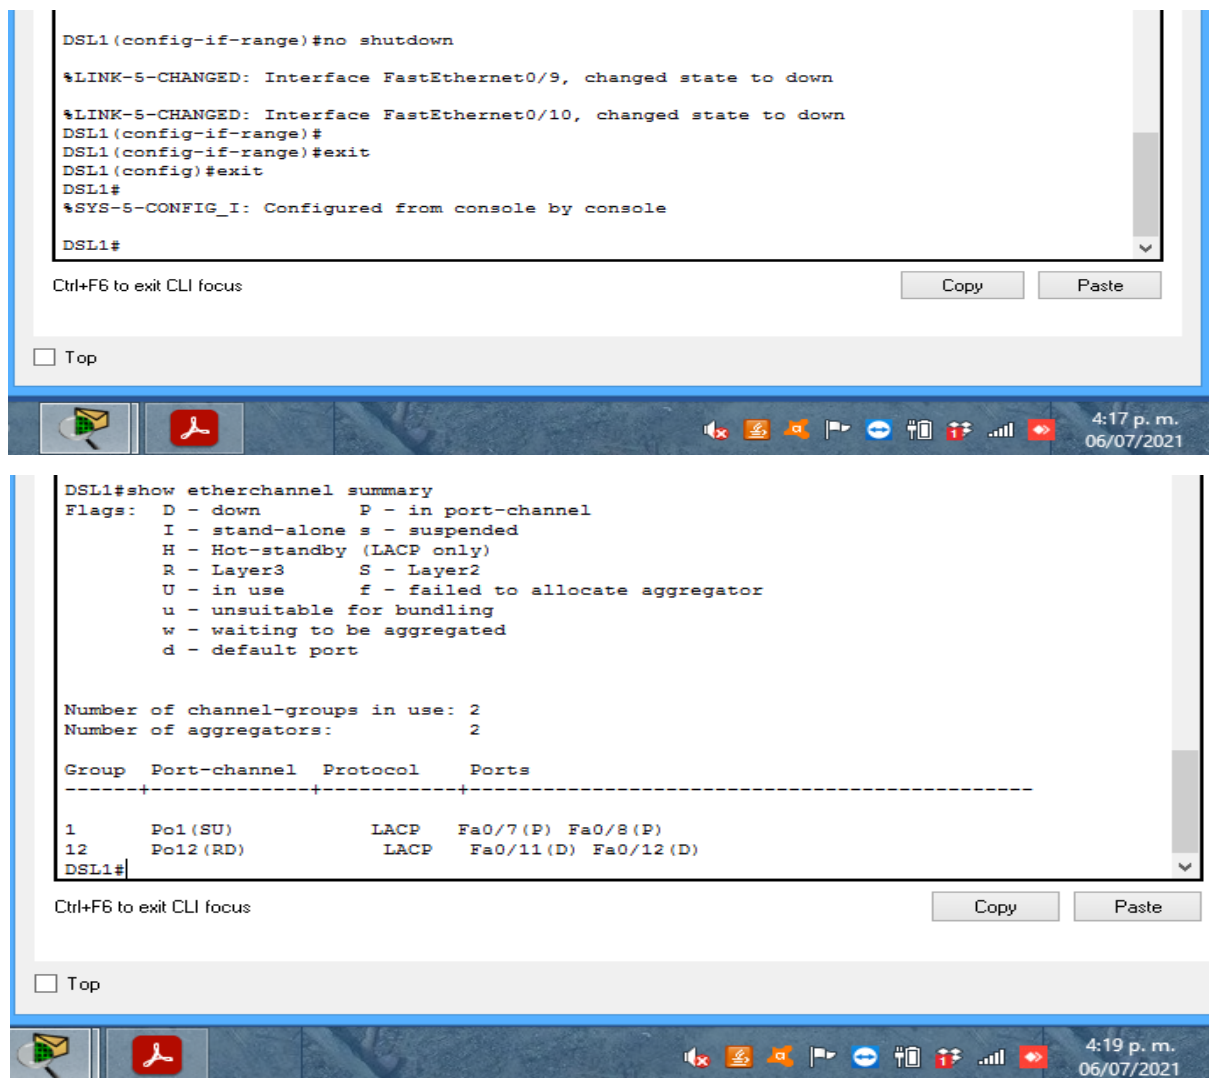 DSL1(config-if-range)#no shutdown
%LINK-5-CHANGED: Interface FastEthernet0/9, changed state to down
%LINK-5-CHANGED: Interface FastEthernet0/10, changed state to down
DSL1(config-if-range)#
DSL1(config-if-range)#exit
DSL1(config)#exit
DSL1#
%SYS-5-CONFIG_I: Configured from console by console
DSL1#
Ctrl+F6 to exit CLI focus
Copy Paste
Top
4:17 p. m.
06/07/2021
DSL1#show etherchannel summary
Flags:  D - down        P - in port-channel
        I - stand-alone s - suspended
        H - Hot-standby (LACP only)
        R - Layer3      S - Layer2
        U - in use      f - failed to allocate aggregator
        u - unsuitable for bundling
        w - waiting to be aggregated
        d - default port
Number of channel-groups in use: 2
Number of aggregators:           2
Group  Port-channel  Protocol    Ports
------+-------------+-----------+----------------------------------------------
1      Po1(SU)           LACP   Fa0/7(P) Fa0/8(P)
12     Po12(RD)           LACP   Fa0/11(D) Fa0/12(D)
DSL1#
Ctrl+F6 to exit CLI focus
Copy Paste
Top
4:19 p. m.
06/07/2021